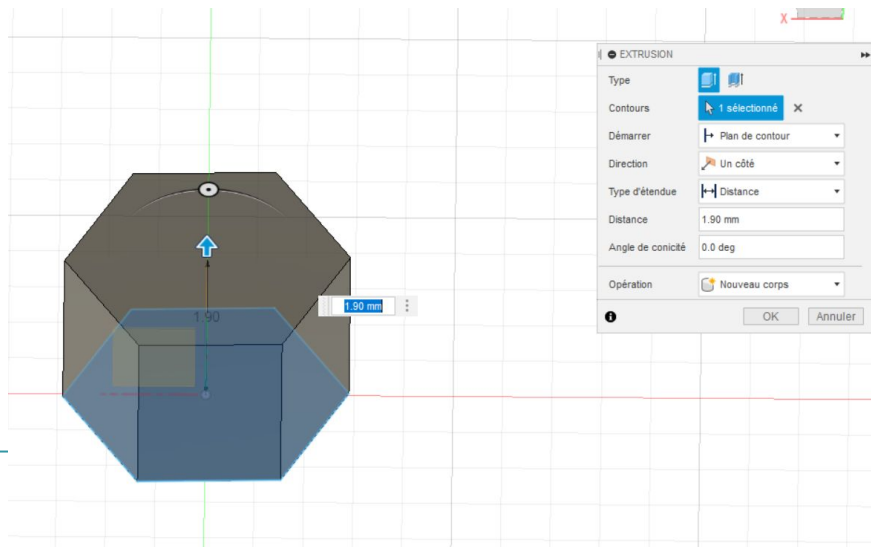 X
EXTRUSION
Type
Contours 1 sélectionné
Démarrer Plan de contour
Direction Un côté
Type d'étendue Distance
Distance 1.90 mm
Angle de conicité 0.0 deg
Opération Nouveau corps
OK Annuler
1.90 mm
1.90